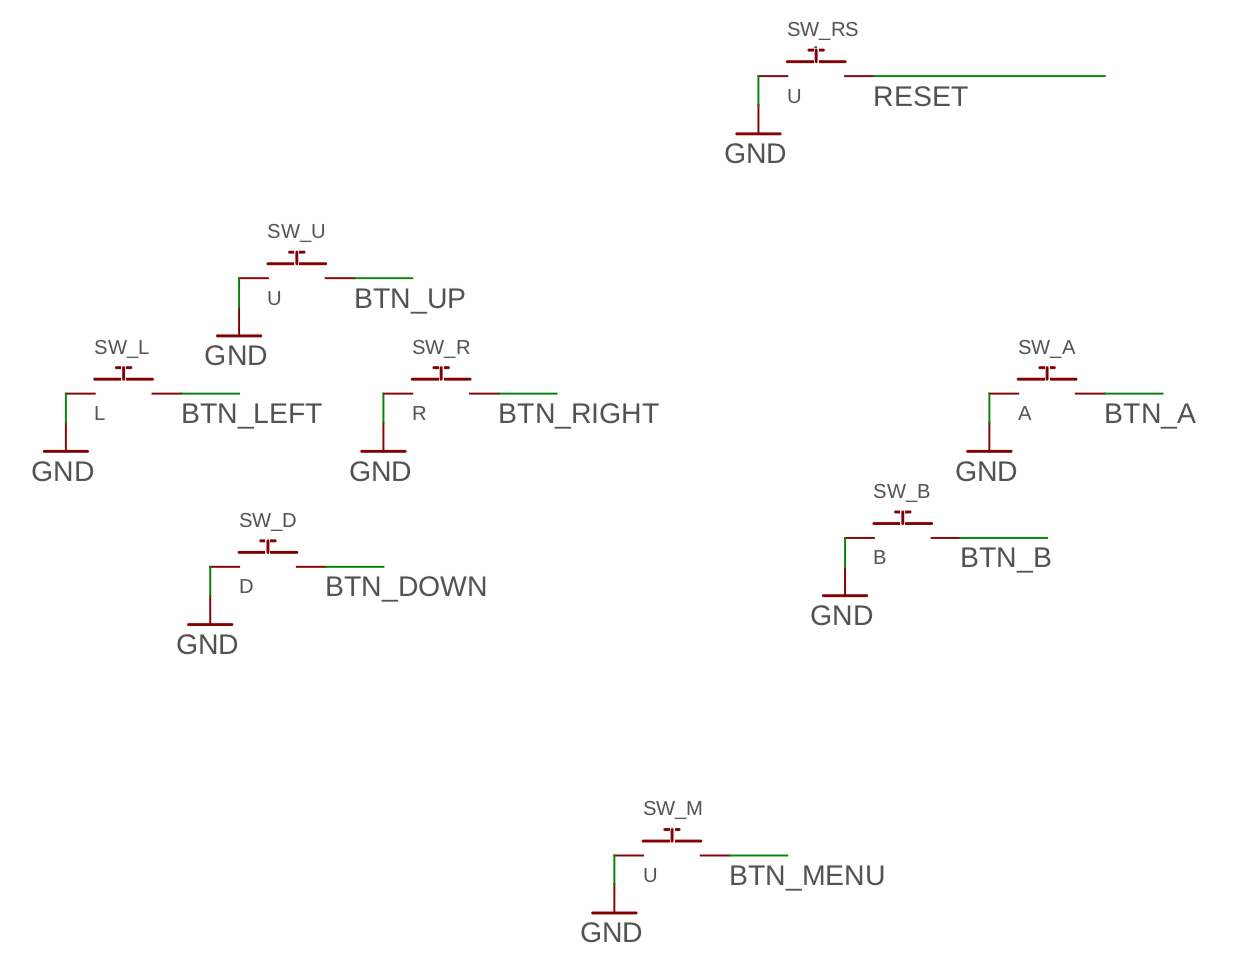 SW_RS
U
RESET
GND
SW_U
U
BTN_UP
GND
SW_L
L
BTN_LEFT
GND
SW_R
R
BTN_RIGHT
GND
SW_A
A
BTN_A
GND
SW_B
B
BTN_B
GND
SW_D
D
BTN_DOWN
GND
SW_M
U
BTN_MENU
GND